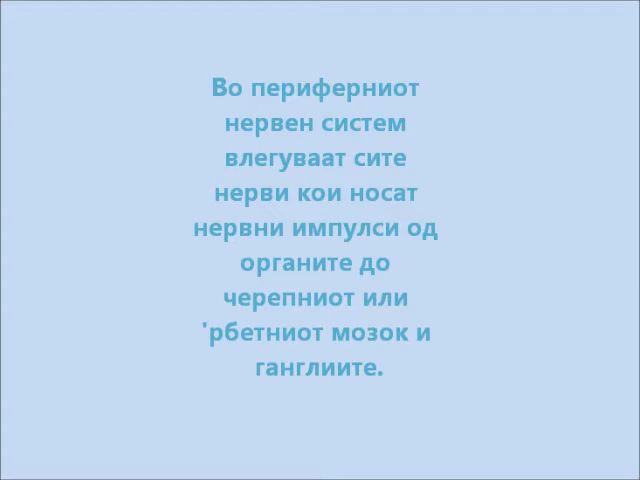 Во периферниот
нервен систем
влегуваат сите
нерви кои носат
нервни импулси од
органите до
черепниот или
'рбетниот мозок и
ганглиите.